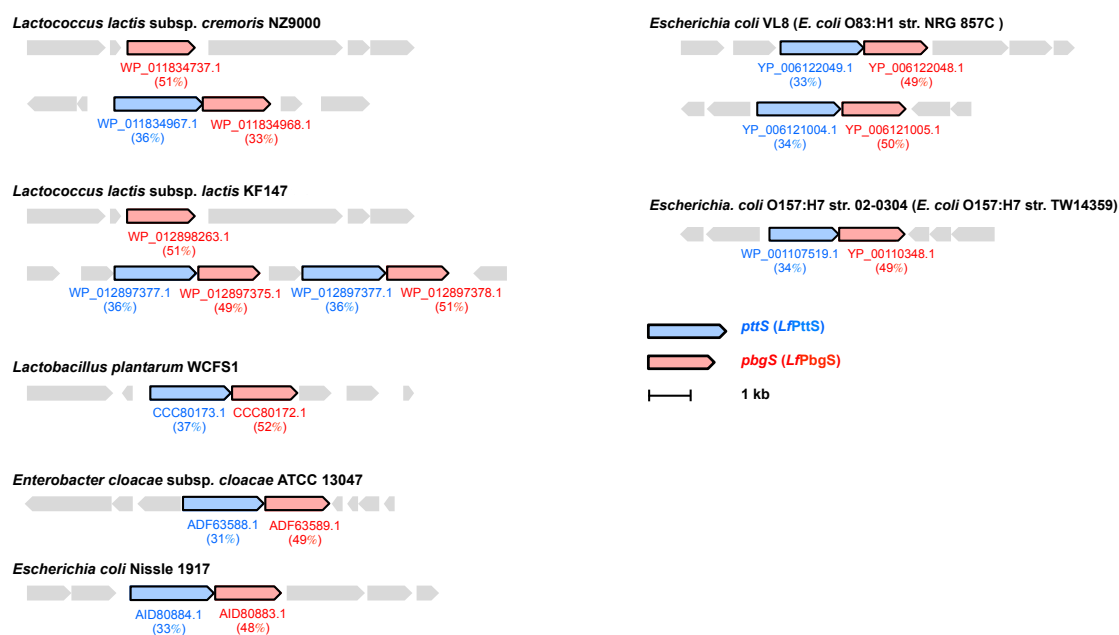 Lactococcus lactis subsp. cremoris NZ9000
WP_011834737.1
(51%)
WP_011834967.1 WP_011834968.1
(36%) (33%)
Lactococcus lactis subsp. lactis KF147
WP_012898263.1
(51%)
WP_012897377.1 WP_012897375.1 WP_012897377.1 WP_012897378.1
(36%) (49%) (36%) (51%)
Lactobacillus plantarum WCFS1
CCC80173.1 CCC80172.1
(37%) (52%)
Enterobacter cloacae subsp. cloacae ATCC 13047
ADF63588.1 ADF63589.1
(31%) (49%)
Escherichia coli Nissle 1917
AID80884.1 AID80883.1
(33%) (48%)
Escherichia coli VL8 (E. coli O83:H1 str. NRG 857C )
YP_006122049.1 YP_006122048.1
(33%) (49%)
YP_006121004.1 YP_006121005.1
(34%) (50%)
Escherichia. coli O157:H7 str. 02-0304 (E. coli O157:H7 str. TW14359)
WP_001107519.1 YP_00110348.1
(34%) (49%)
pttS (LfPttS)
pbgS (LfPbgS)
1 kb